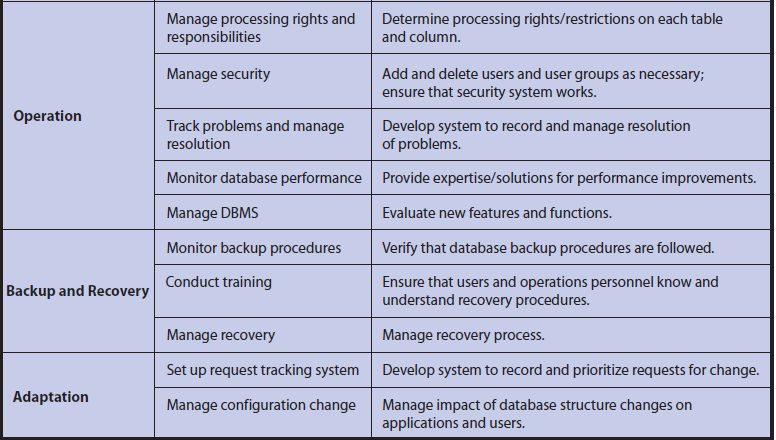 Operation
Manage processing rights and
responsibilities
Determine processing rights/restrictions on each table
and column.
Manage security
Add and delete users and user groups as necessary;
ensure that security system works.
Track problems and manage
resolution
Develop system to record and manage resolution
of problems.
Monitor database performance
Provide expertise/solutions for performance improvements.
Manage DBMS
Evaluate new features and functions.
Backup and Recovery
Monitor backup procedures
Verify that database backup procedures are followed.
Conduct training
Ensure that users and operations personnel know and
understand recovery procedures.
Manage recovery
Manage recovery process.
Adaptation
Set up request tracking system
Develop system to record and prioritize requests for change.
Manage configuration change
Manage impact of database structure changes on
applications and users.